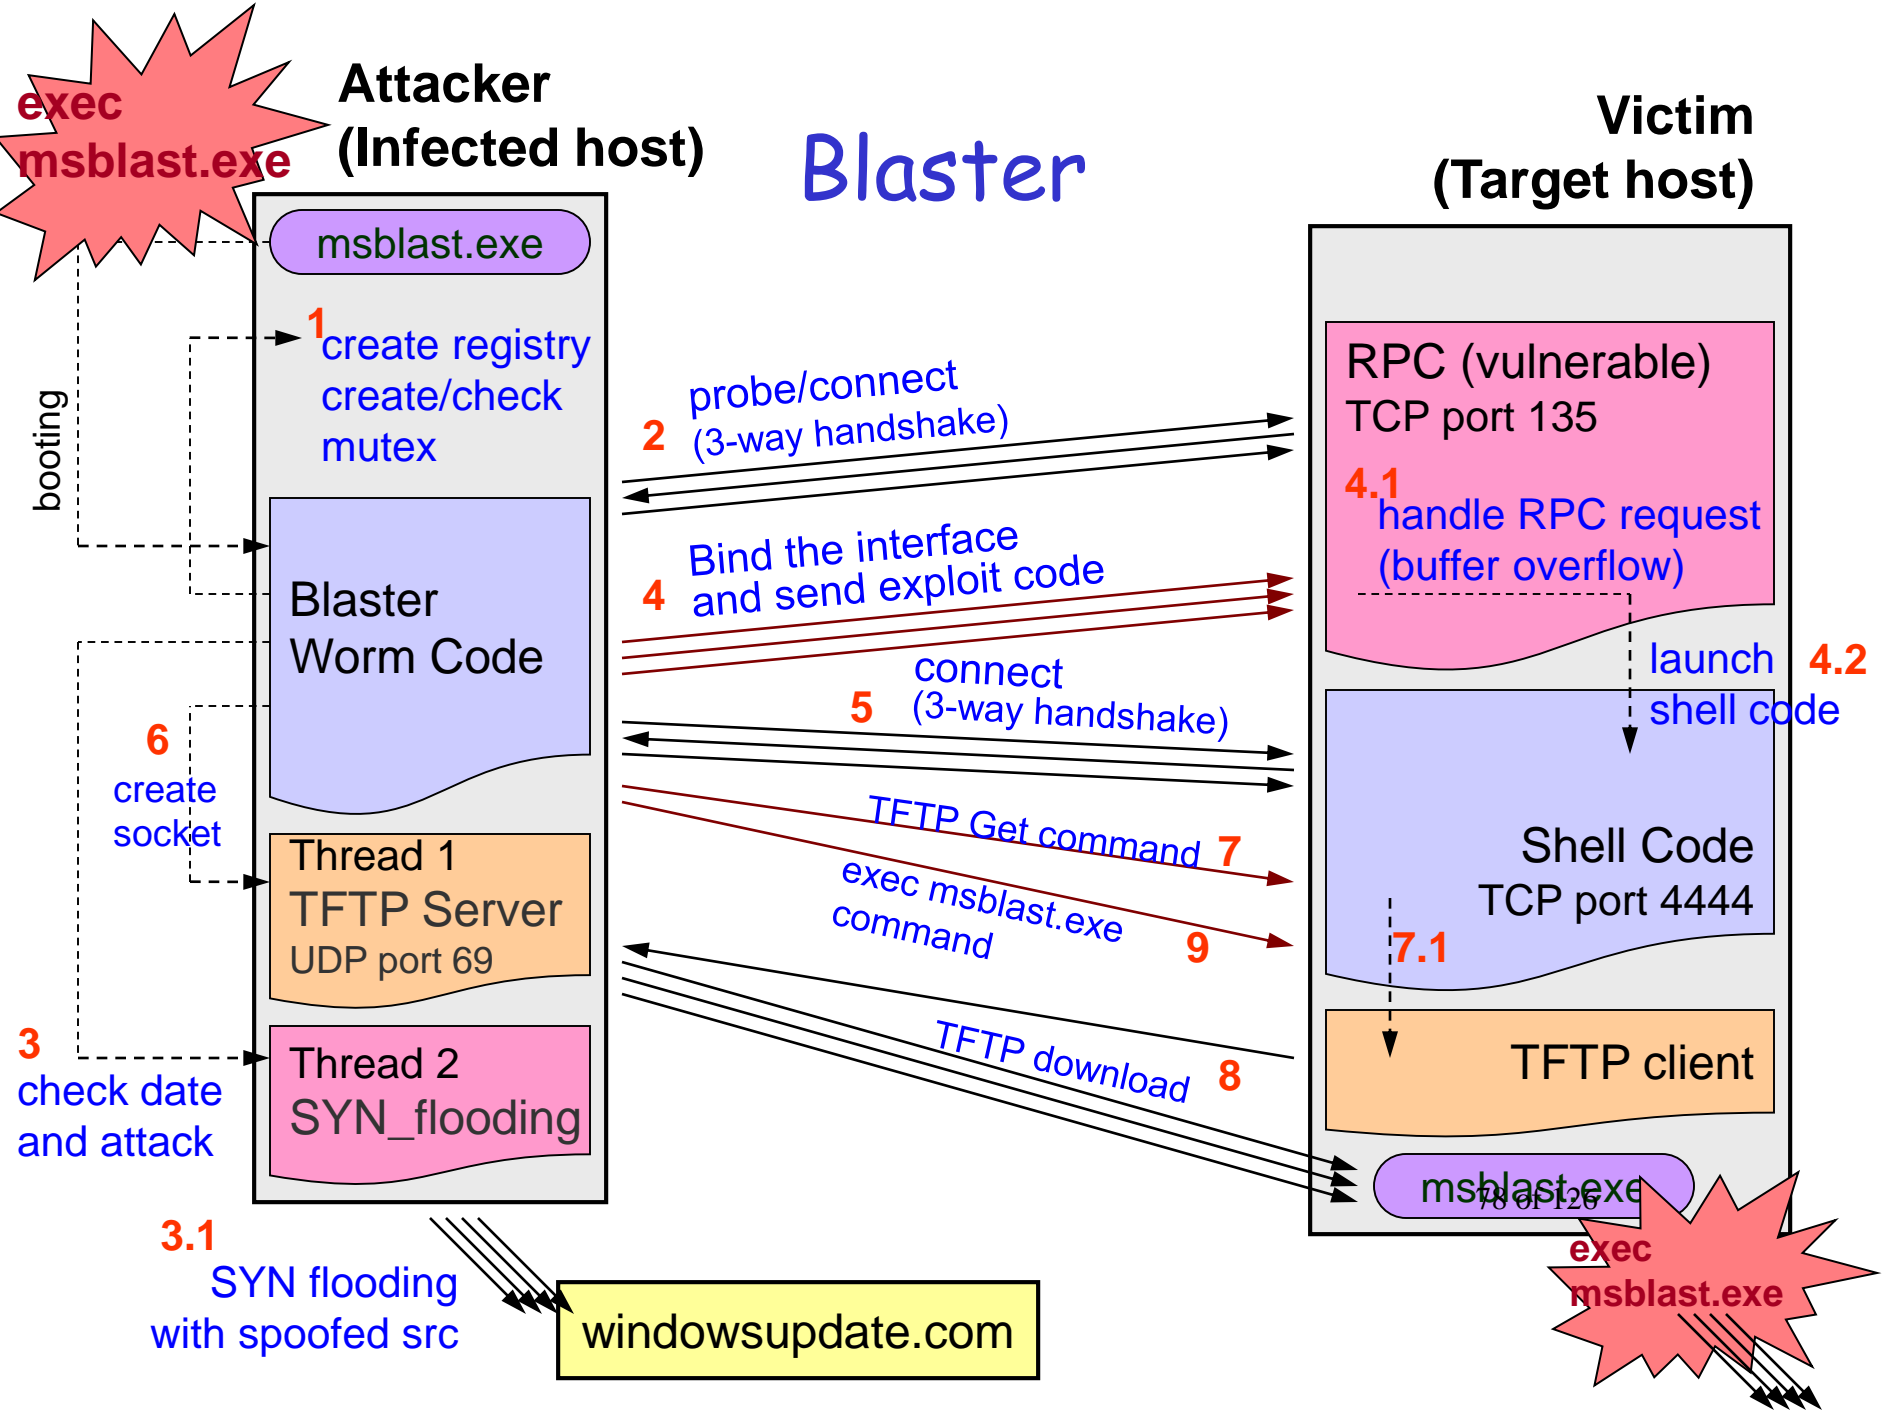 exec
msblast.exe
Attacker
(Infected host)
Blaster
Victim
(Target host)
msblast.exe
1
create registry
create/check
mutex
booting
2
probe/connect
(3-way handshake)
RPC (vulnerable)
TCP port 135
4.1
handle RPC request
(buffer overflow)
4
Bind the interface
and send exploit code
Blaster
Worm Code
5
connect
(3-way handshake)
launch
shell code
4.2
6
create
socket
TFTP Get command
7
exec msblast.exe
command
9
Shell Code
TCP port 4444
7.1
Thread 1
TFTP Server
UDP port 69
TFTP download
8
TFTP client
3
check date
and attack
Thread 2
SYN_flooding
msblast.exe
78 of 126
exec
msblast.exe
3.1
SYN flooding
with spoofed src
windowsupdate.com